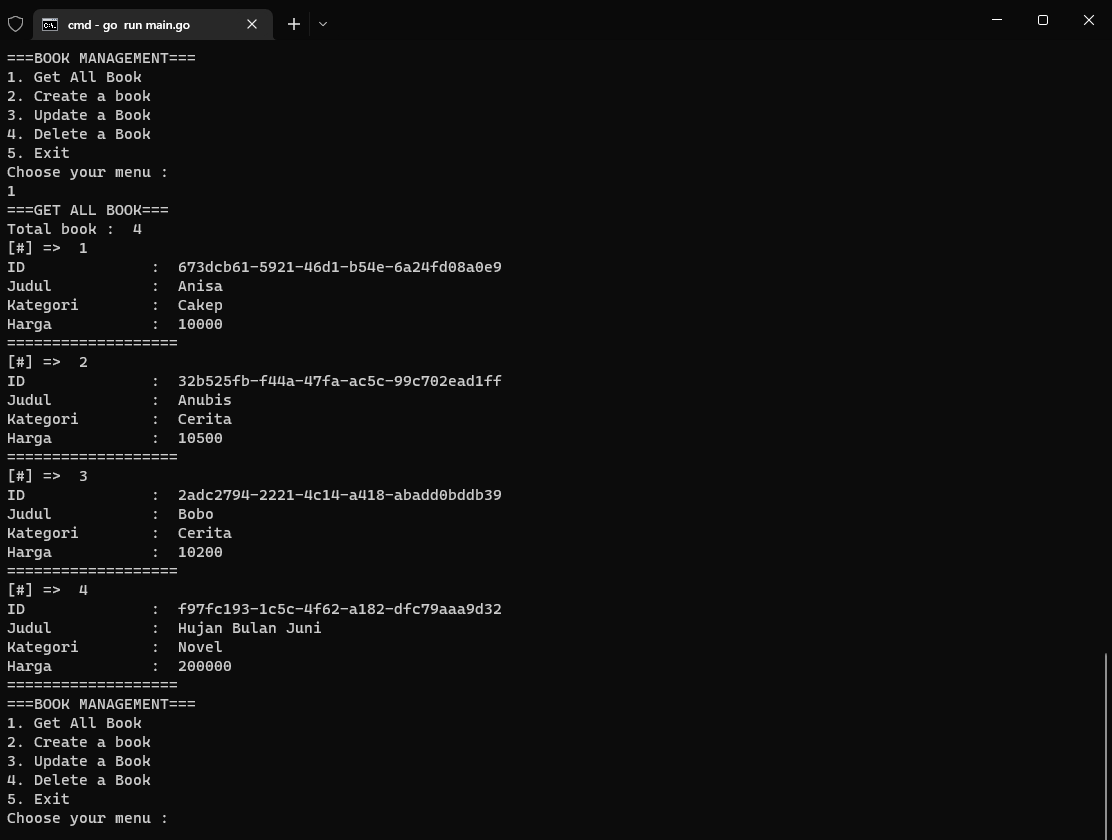 cmd - go  run main.go
===BOOK MANAGEMENT===
1. Get All Book
2. Create a book
3. Update a Book
4. Delete a Book
5. Exit
Choose your menu :
1
===GET ALL BOOK===
Total book :  4
[#] =>  1
ID              :  673dcb61-5921-46d1-b54e-6a24fd08a0e9
Judul           :  Anisa
Kategori        :  Cakep
Harga           :  10000
===================
[#] =>  2
ID              :  32b525fb-f44a-47fa-ac5c-99c702ead1ff
Judul           :  Anubis
Kategori        :  Cerita
Harga           :  10500
===================
[#] =>  3
ID              :  2adc2794-2221-4c14-a418-abadd0bddb39
Judul           :  Bobo
Kategori        :  Cerita
Harga           :  10200
===================
[#] =>  4
ID              :  f97fc193-1c5c-4f62-a182-dfc79aaa9d32
Judul           :  Hujan Bulan Juni
Kategori        :  Novel
Harga           :  200000
===================
===BOOK MANAGEMENT===
1. Get All Book
2. Create a book
3. Update a Book
4. Delete a Book
5. Exit
Choose your menu :